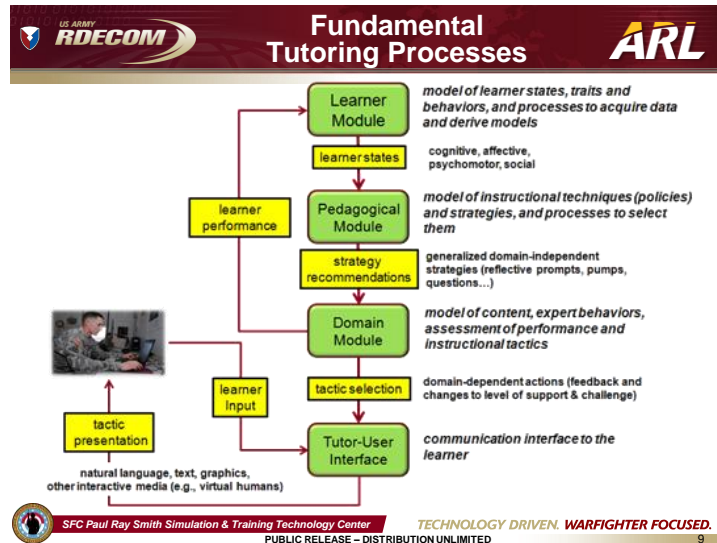 US ARMY
RDECOM
Fundamental
Tutoring Processes
ARL
Learner
Module
model of learner states, traits and
behaviors, and processes to acquire data
and derive models
learner states
cognitive, affective,
psychomotor, social
learner
performance
Pedagogical
Module
model of instructional techniques (policies)
and strategies, and processes to select
them
strategy
recommendations
generalized domain-independent
strategies (reflective prompts, pumps,
questions…)
Domain
Module
model of content, expert behaviors,
assessment of performance and
instructional tactics
learner
Input
tactic selection
domain-dependent actions (feedback and
changes to level of support & challenge)
tactic
presentation
Tutor-User
Interface
communication interface to the
learner
natural language, text, graphics,
other interactive media (e.g., virtual humans)
SFC Paul Ray Smith Simulation & Training Technology Center
TECHNOLOGY DRIVEN. WARFIGHTER FOCUSED.
PUBLIC RELEASE – DISTRIBUTION UNLIMITED
9